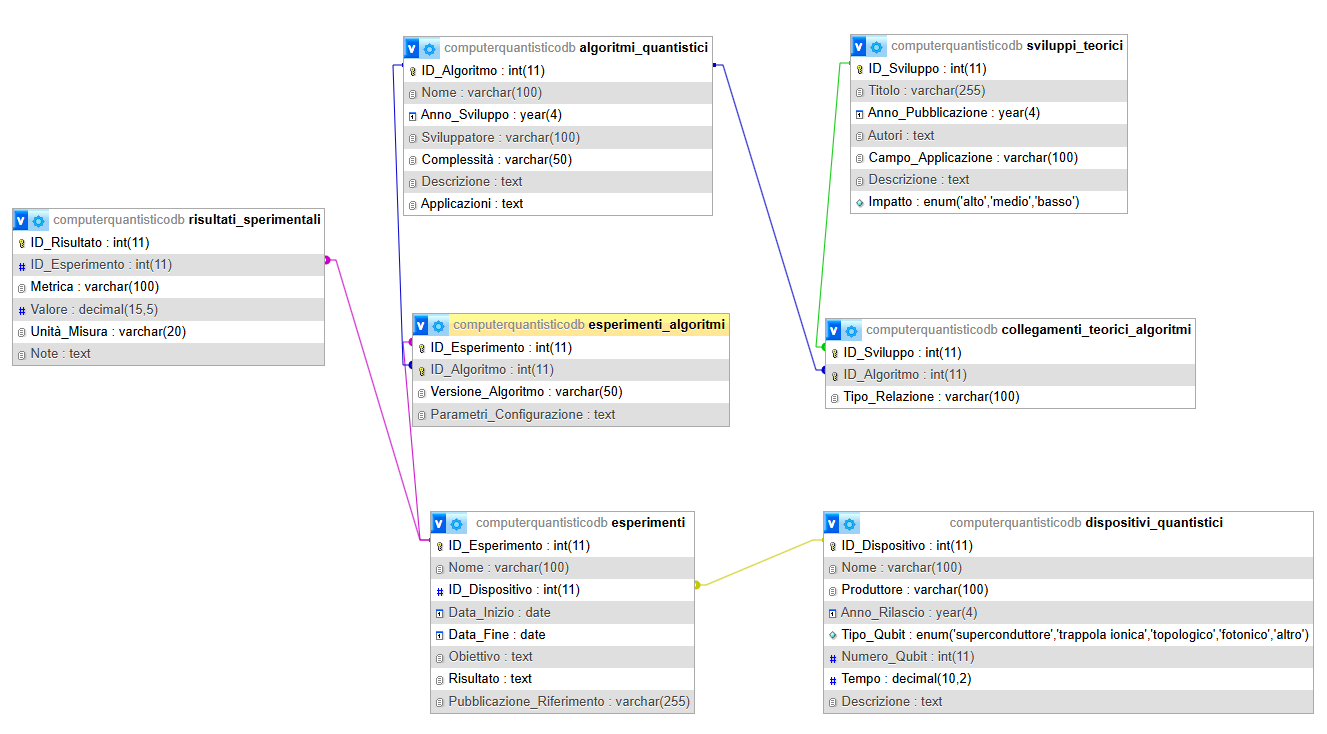 computerquantisticodb algoritmi_quantistici
ID_Algoritmo : int(11)
Nome : varchar(100)
Anno_Sviluppo : year(4)
Sviluppatore : varchar(100)
Complessità : varchar(50)
Descrizione : text
Applicazioni : text
computerquantisticodb sviluppi_teorici
ID_Sviluppo : int(11)
Titolo : varchar(255)
Anno_Pubblicazione : year(4)
Autori : text
Campo_Applicazione : varchar(100)
Descrizione : text
Impatto : enum('alto','medio','basso')
computerquantisticodb risultati_sperimentali
ID_Risultato : int(11)
ID_Esperimento : int(11)
Metrica : varchar(100)
Valore : decimal(15,5)
Unità_Misura : varchar(20)
Note : text
computerquantisticodb esperimenti_algoritmi
ID_Esperimento : int(11)
ID_Algoritmo : int(11)
Versione_Algoritmo : varchar(50)
Parametri_Configurazione : text
computerquantisticodb collegamenti_teorici_algoritmi
ID_Sviluppo : int(11)
ID_Algoritmo : int(11)
Tipo_Relazione : varchar(100)
computerquantisticodb esperimenti
ID_Esperimento : int(11)
Nome : varchar(100)
ID_Dispositivo : int(11)
Data_Inizio : date
Data_Fine : date
Obiettivo : text
Risultato : text
Pubblicazione_Riferimento : varchar(255)
computerquantisticodb dispositivi_quantistici
ID_Dispositivo : int(11)
Nome : varchar(100)
Produttore : varchar(100)
Anno_Rilascio : year(4)
Tipo_Qubit : enum('superconduttore','trappola ionica','topologico','fotonico','altro')
Numero_Qubit : int(11)
Tempo : decimal(10,2)
Descrizione : text